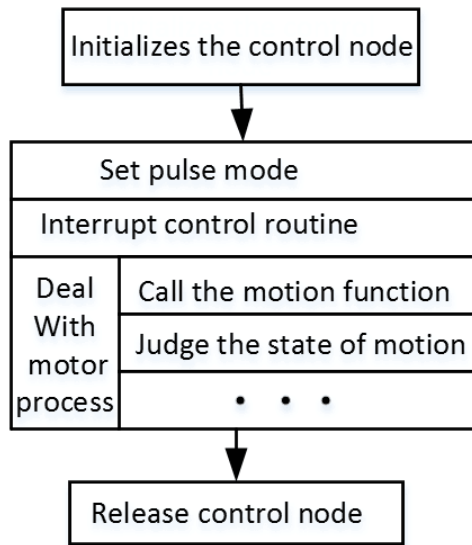 Initializes the control node
Set pulse mode
Interrupt control routine
Deal
With
motor
process
Call the motion function
Judge the state of motion
. . .
Release control node